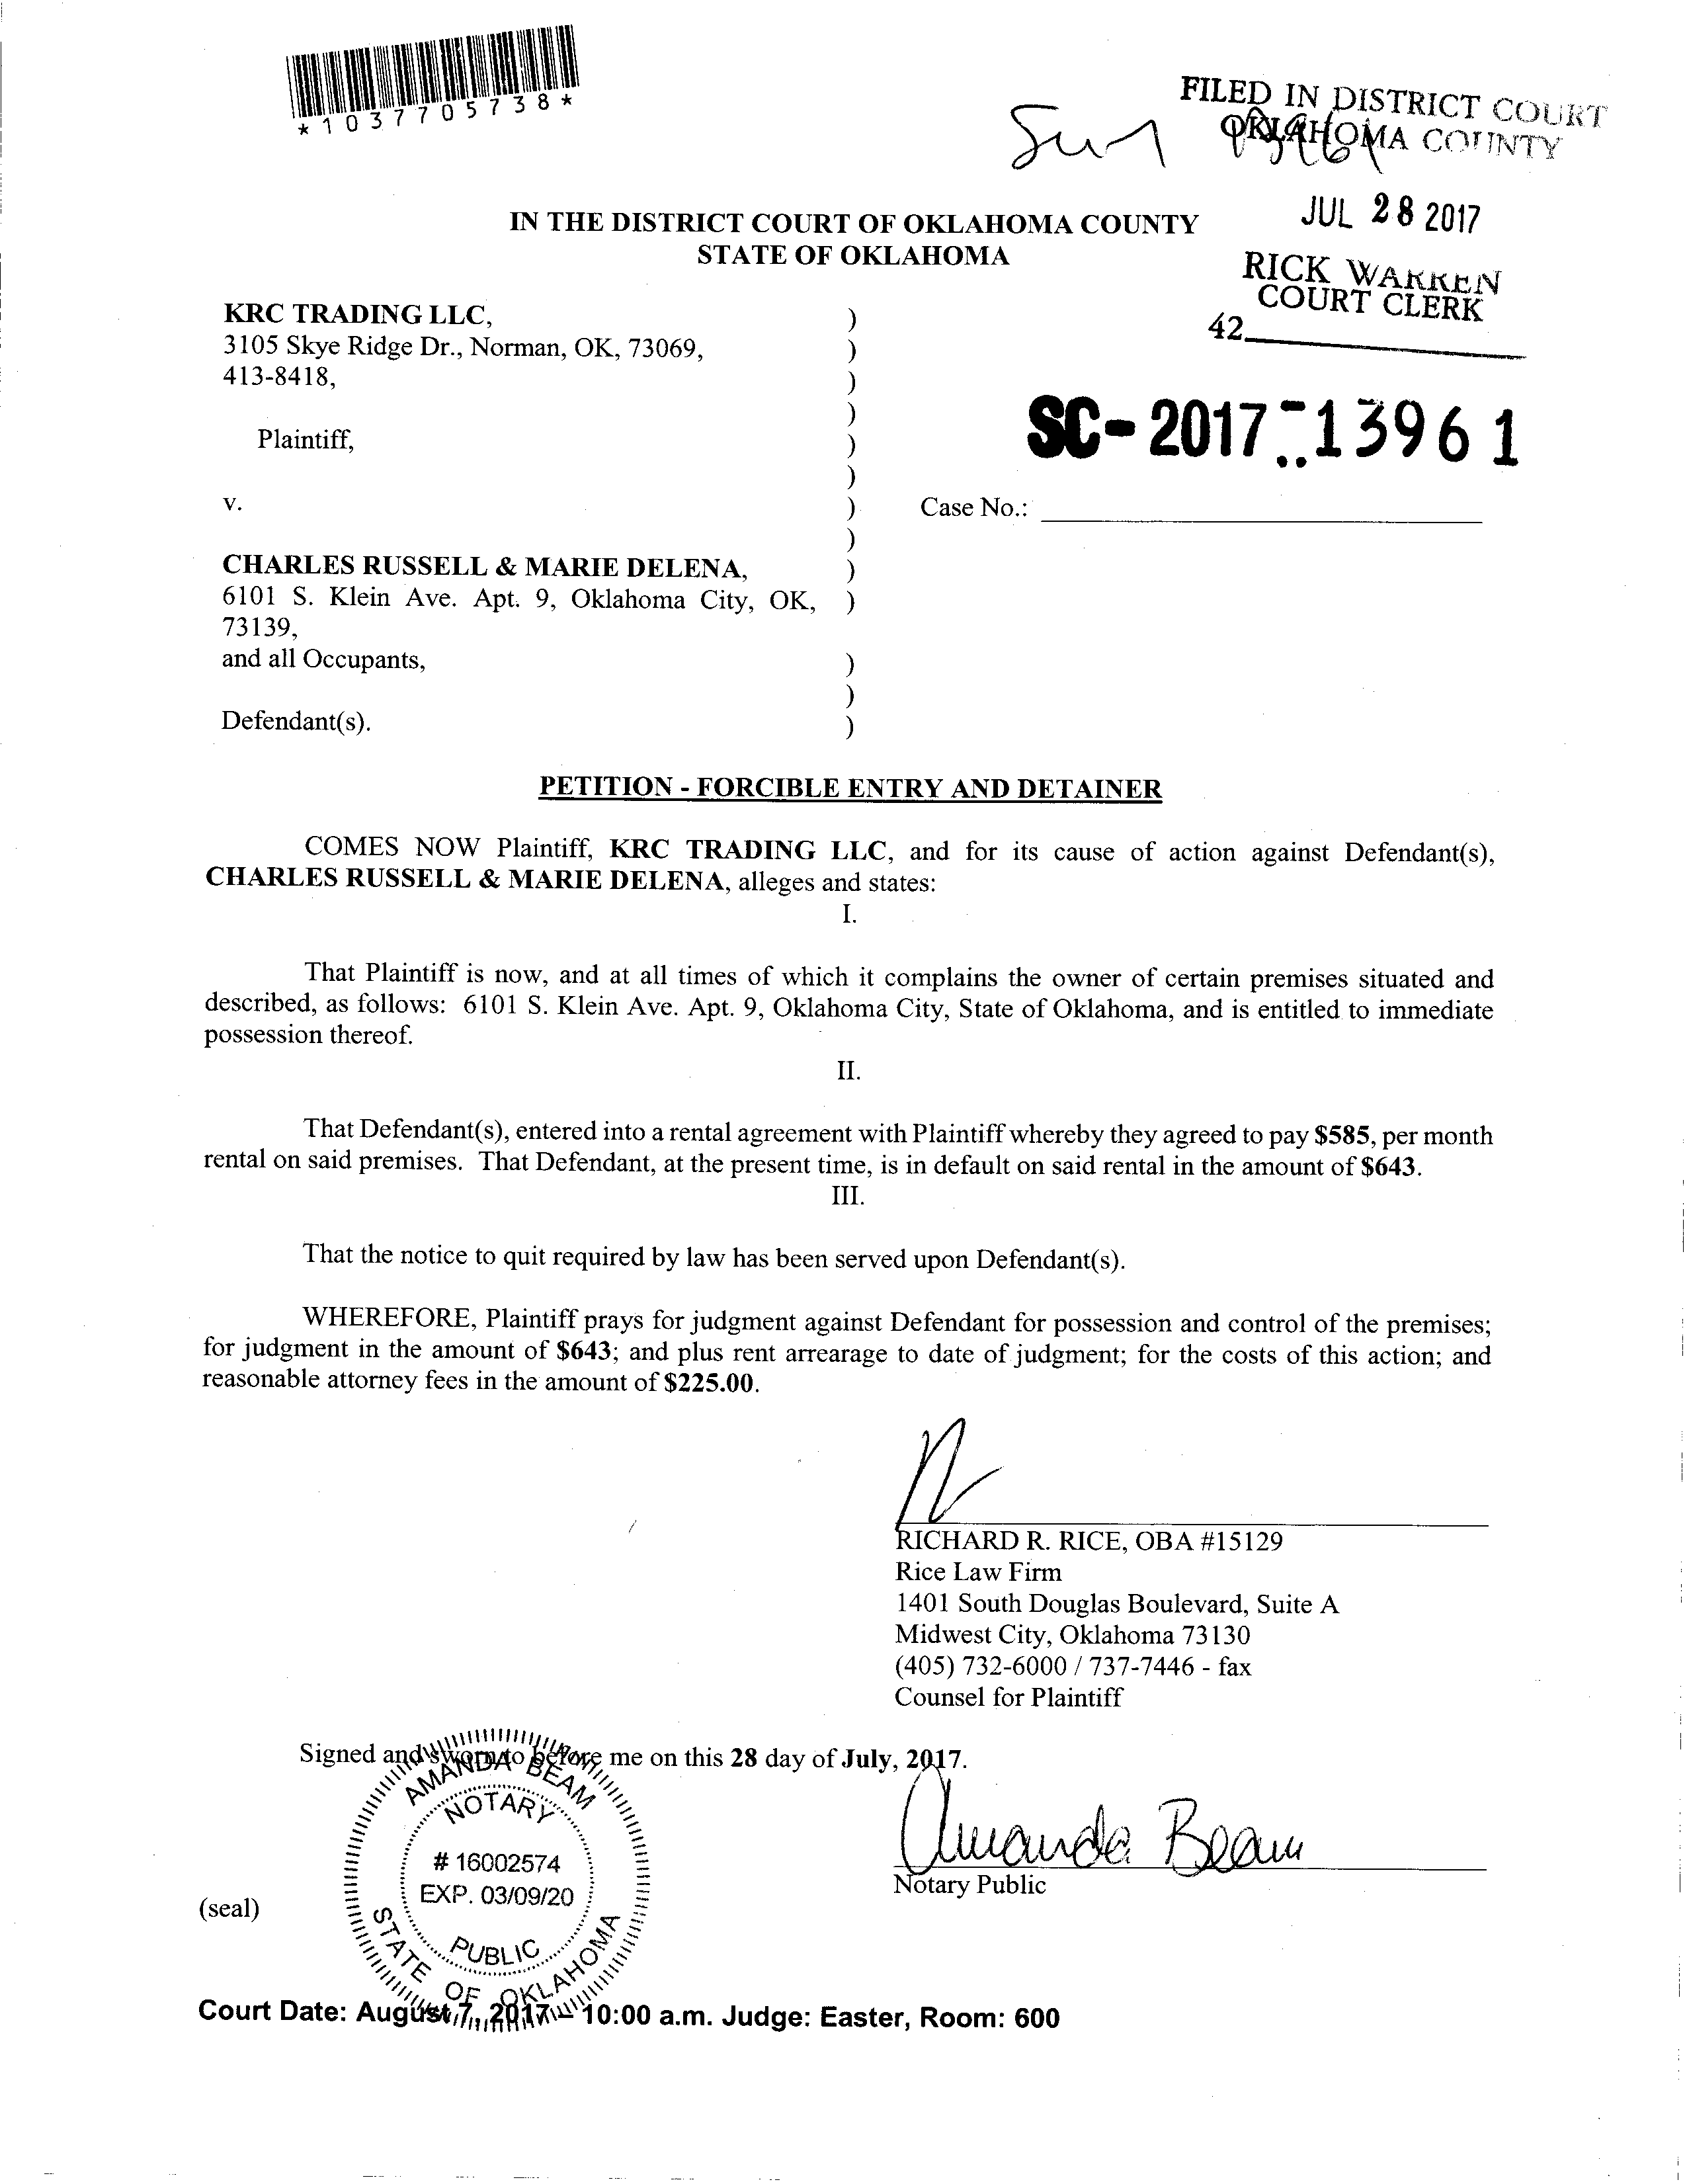 *1037705738*
FILED IN DISTRICT COURT
OKLAHOMA COUNTY
JUL 28 2017
RICK WARREN
COURT CLERK
42
IN THE DISTRICT COURT OF OKLAHOMA COUNTY
STATE OF OKLAHOMA
KRC TRADING LLC, )
3105 Skye Ridge Dr., Norman, OK, 73069, )
413-8418, )
)
Plaintiff, )
)
SC-2017-13961
v. ) Case No.:
)
CHARLES RUSSELL & MARIE DELENA, )
6101 S. Klein Ave. Apt. 9, Oklahoma City, OK, )
73139,
and all Occupants, )
)
Defendant(s). )
PETITION - FORCIBLE ENTRY AND DETAINER
COMES NOW Plaintiff, KRC TRADING LLC, and for its cause of action against Defendant(s),
CHARLES RUSSELL & MARIE DELENA, alleges and states:
I.
That Plaintiff is now, and at all times of which it complains the owner of certain premises situated and
described, as follows: 6101 S. Klein Ave. Apt. 9, Oklahoma City, State of Oklahoma, and is entitled to immediate
possession thereof.
II.
That Defendant(s), entered into a rental agreement with Plaintiff whereby they agreed to pay $585, per month
rental on said premises. That Defendant, at the present time, is in default on said rental in the amount of $643.
III.
That the notice to quit required by law has been served upon Defendant(s).
WHEREFORE, Plaintiff prays for judgment against Defendant for possession and control of the premises;
for judgment in the amount of $643; and plus rent arrearage to date of judgment; for the costs of this action; and
reasonable attorney fees in the amount of $225.00.
RICHARD R. RICE, OBA #15129
Rice Law Firm
1401 South Douglas Boulevard, Suite A
Midwest City, Oklahoma 73130
(405) 732-6000 / 737-7446 - fax
Counsel for Plaintiff
Signed and sworn to before me on this 28 day of July, 2017.
AMANDA BEAM
NOTARY
# 16002574
EXP. 03/09/20
PUBLIC
STATE OF OKLAHOMA
Amanda Beam
Notary Public
(seal)
Court Date: August 7, 2017 - 10:00 a.m. Judge: Easter, Room: 600